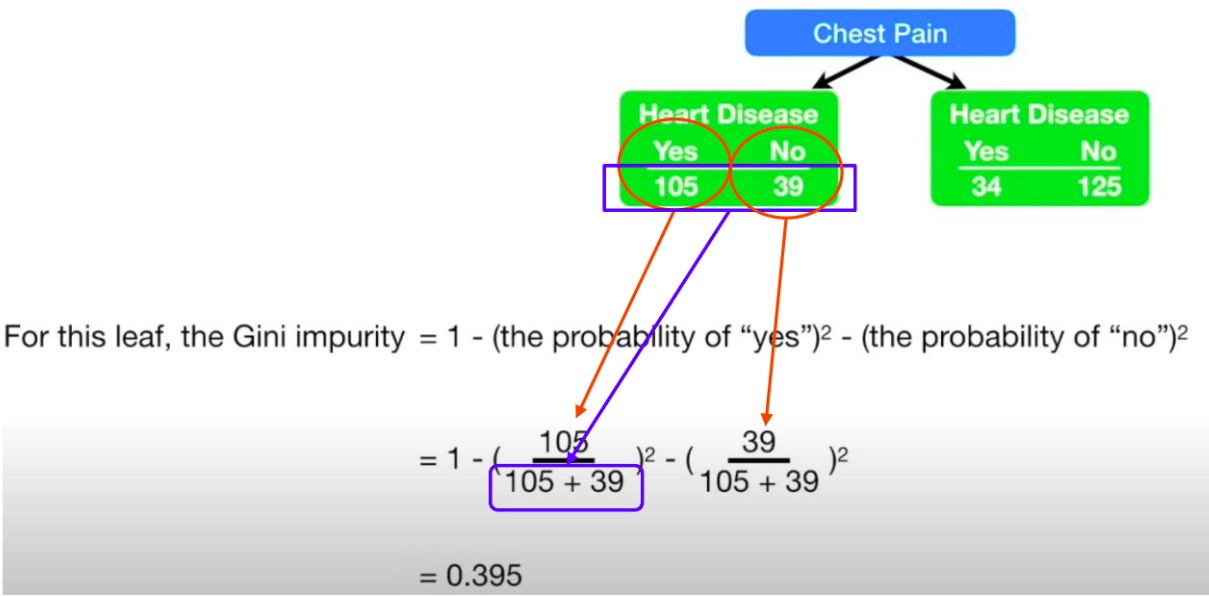 Chest Pain
Heart Disease
Yes No
105 39
Heart Disease
Yes No
34 125
For this leaf, the Gini impurity = 1 - (the probability of “yes”)² - (the probability of “no”)²
= 1 - ( 105 / 105 + 39 )² - ( 39 / 105 + 39 )²
= 0.395